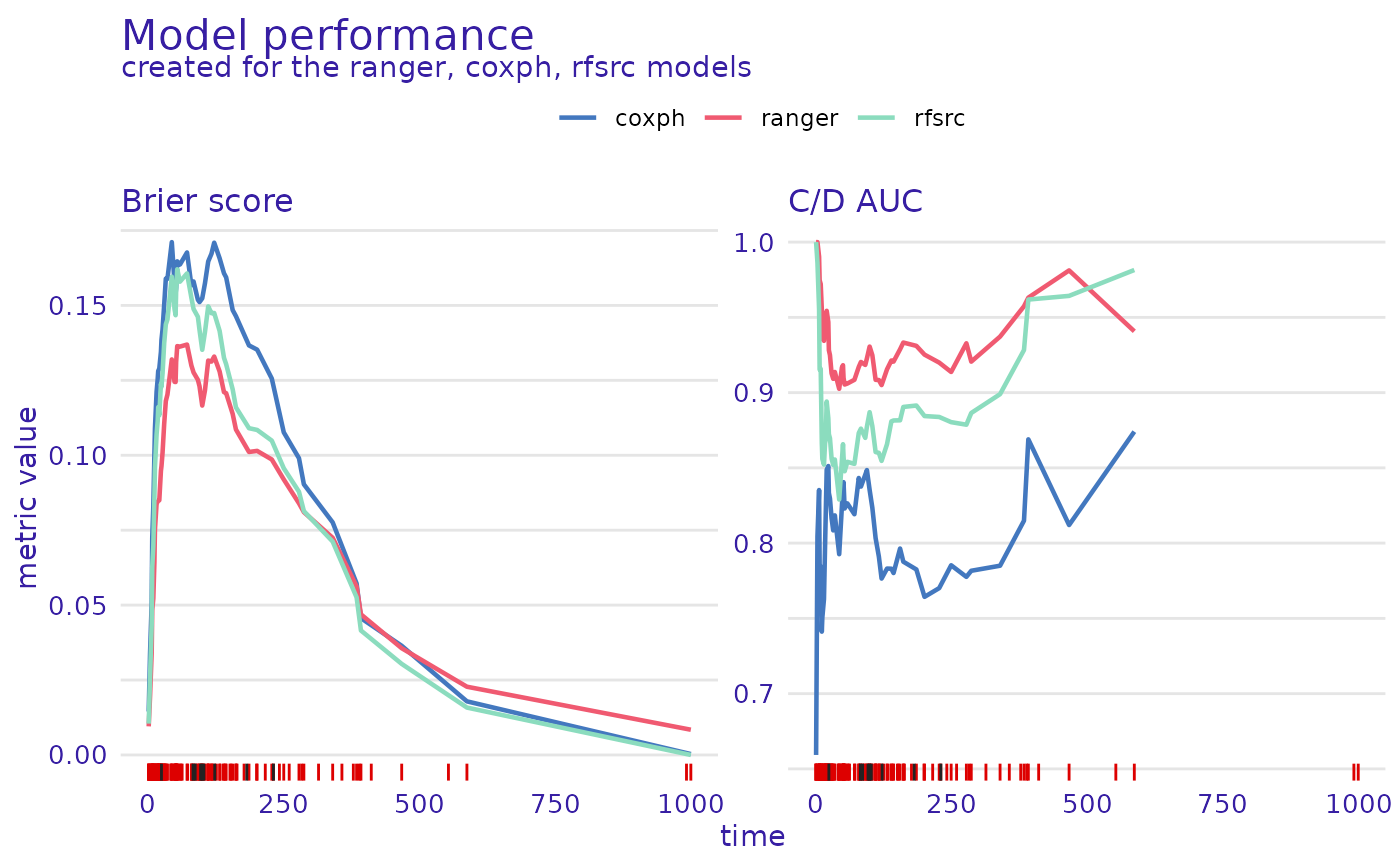 Model performance
created for the ranger, coxph, rfsrc models
coxph ranger rfsrc
Brier score
C/D AUC
metric value
0.15
0.10
0.05
0.00
1.0
0.9
0.8
0.7
0 250 500 750 1000
0 250 500 750 1000
time